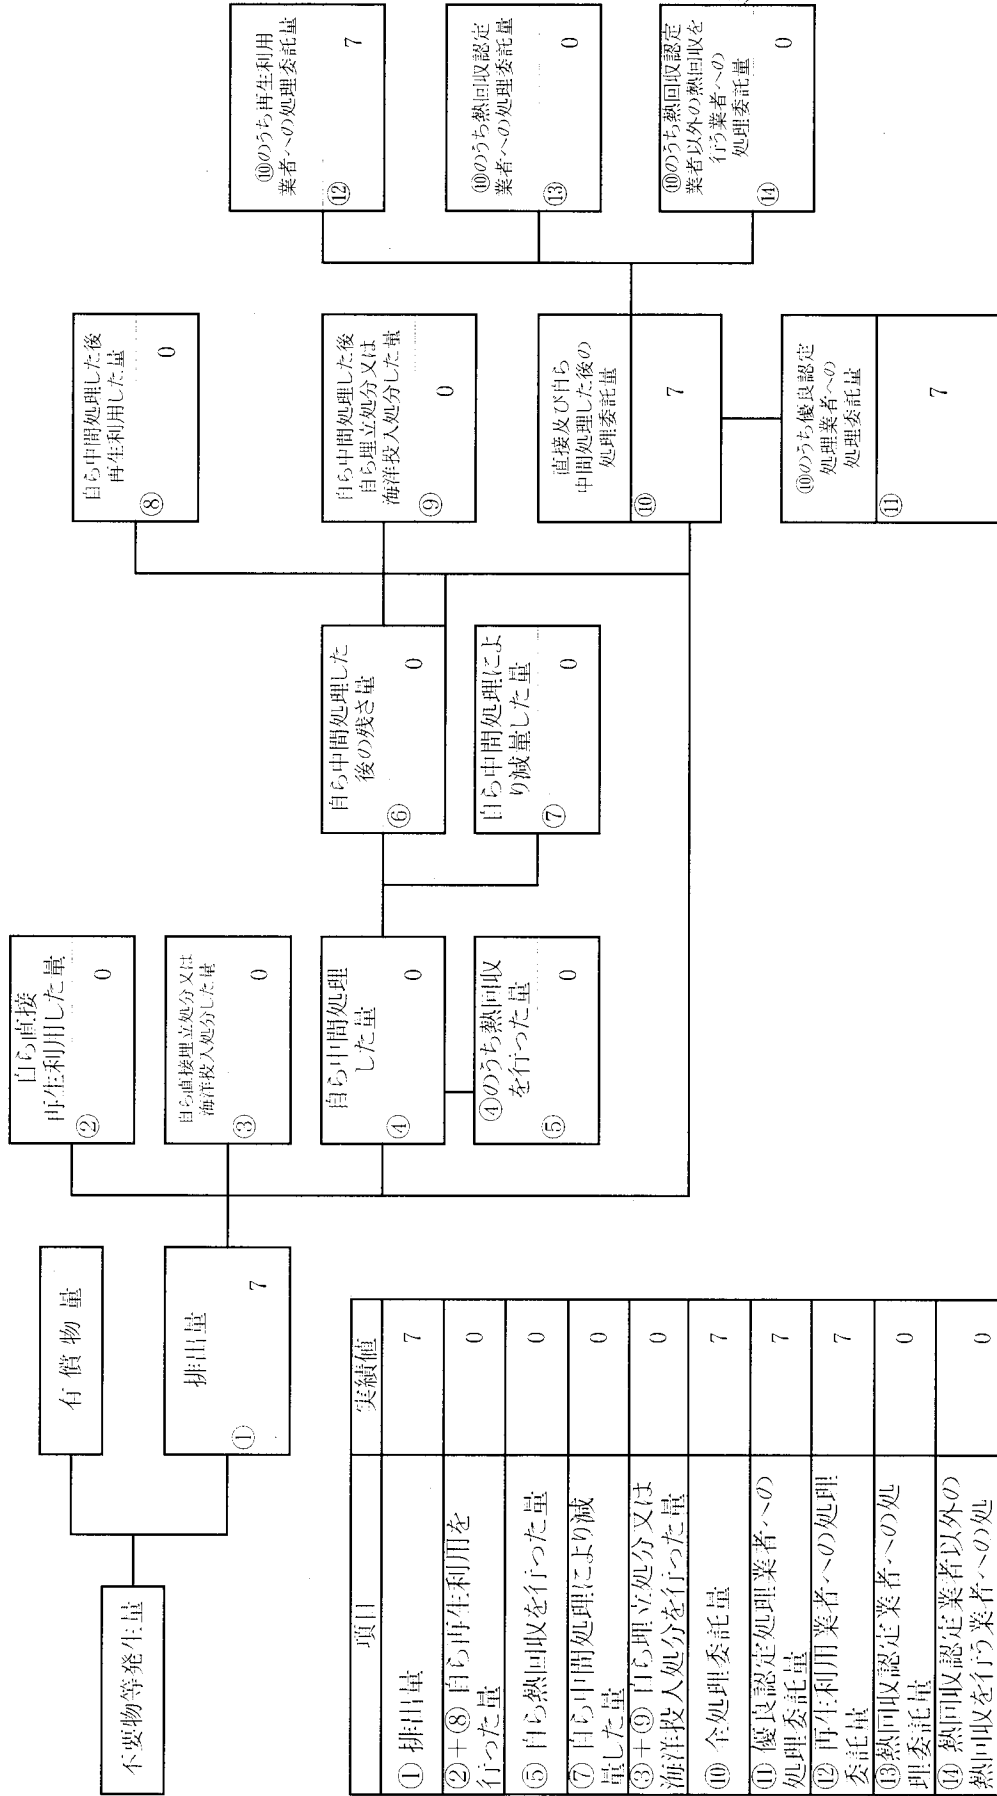 不要物等発生量
有償物量
排出量
①
7
自ら直接
再生利用した量
②
0
自ら直接埋立処分又は
海洋投入処分した量
③
0
自ら中間処理
した量
④
0
④のうち熱回収
を行った量
⑤
0
自ら中間処理した
後の残さ量
⑥
0
自ら中間処理によ
り減量した量
⑦
0
自ら中間処理した後
再生利用した量
⑧
0
自ら中間処理した後
自ら埋立処分又は
海洋投入処分した量
⑨
0
直接及び自ら
中間処理した後の
処理委託量
⑩
7
⑩のうち優良認定
処理業者への
処理委託量
⑪
7
⑩のうち再生利用
業者への処理委託量
⑫
7
⑩のうち熱回収認定
業者への処理委託量
⑬
0
⑩のうち熱回収認定
業者以外の熱回収を
行う業者への
処理委託量
⑭
0
項目 実績値
①排出量 7
②+⑧自ら再生利用を
行った量 0
⑤自ら熱回収を行った量 0
⑦自ら中間処理により減
量した量 0
③+⑨自ら埋立処分又は
海洋投入処分を行った量 0
⑩全処理委託量 7
⑪優良認定処理業者への
処理委託量 7
⑫再生利用業者への処理
委託量 7
⑬熱回収認定業者への処
理委託量 0
⑭熱回収認定業者以外の
熱回収を行う業者への処 0